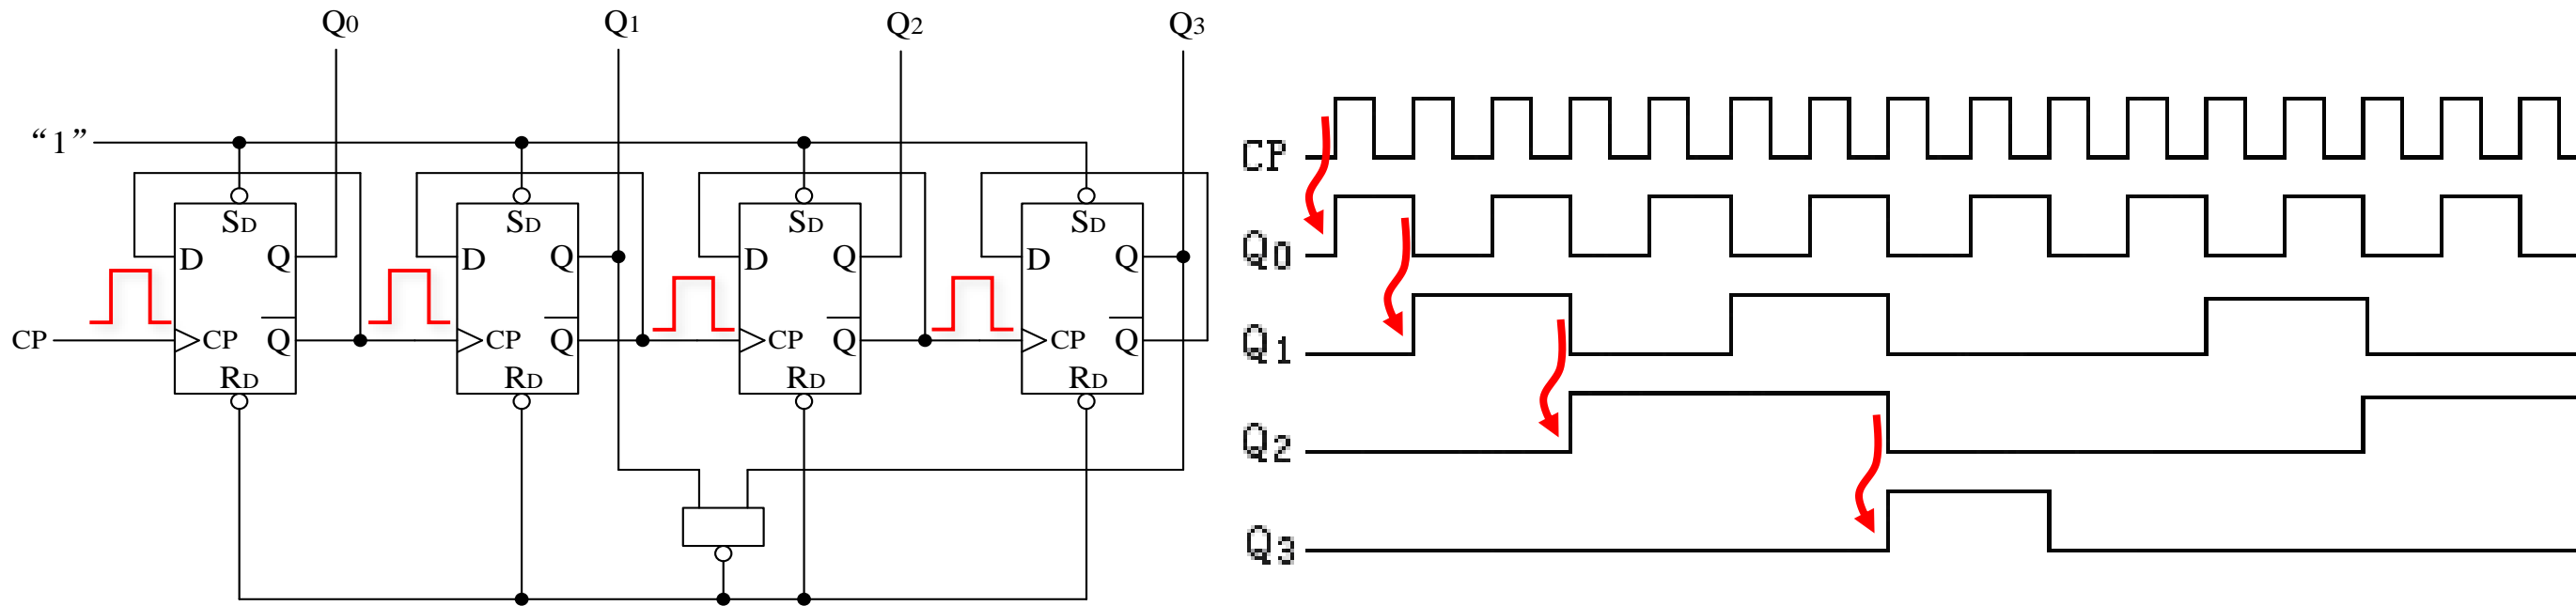 Q0 Q1 Q2 Q3
“1”
CP
SD SD SD SD
D Q D Q D Q D Q
Q0
CP CP Q CP Q CP Q CP Q
Q1
RD RD RD RD
Q2
Q3